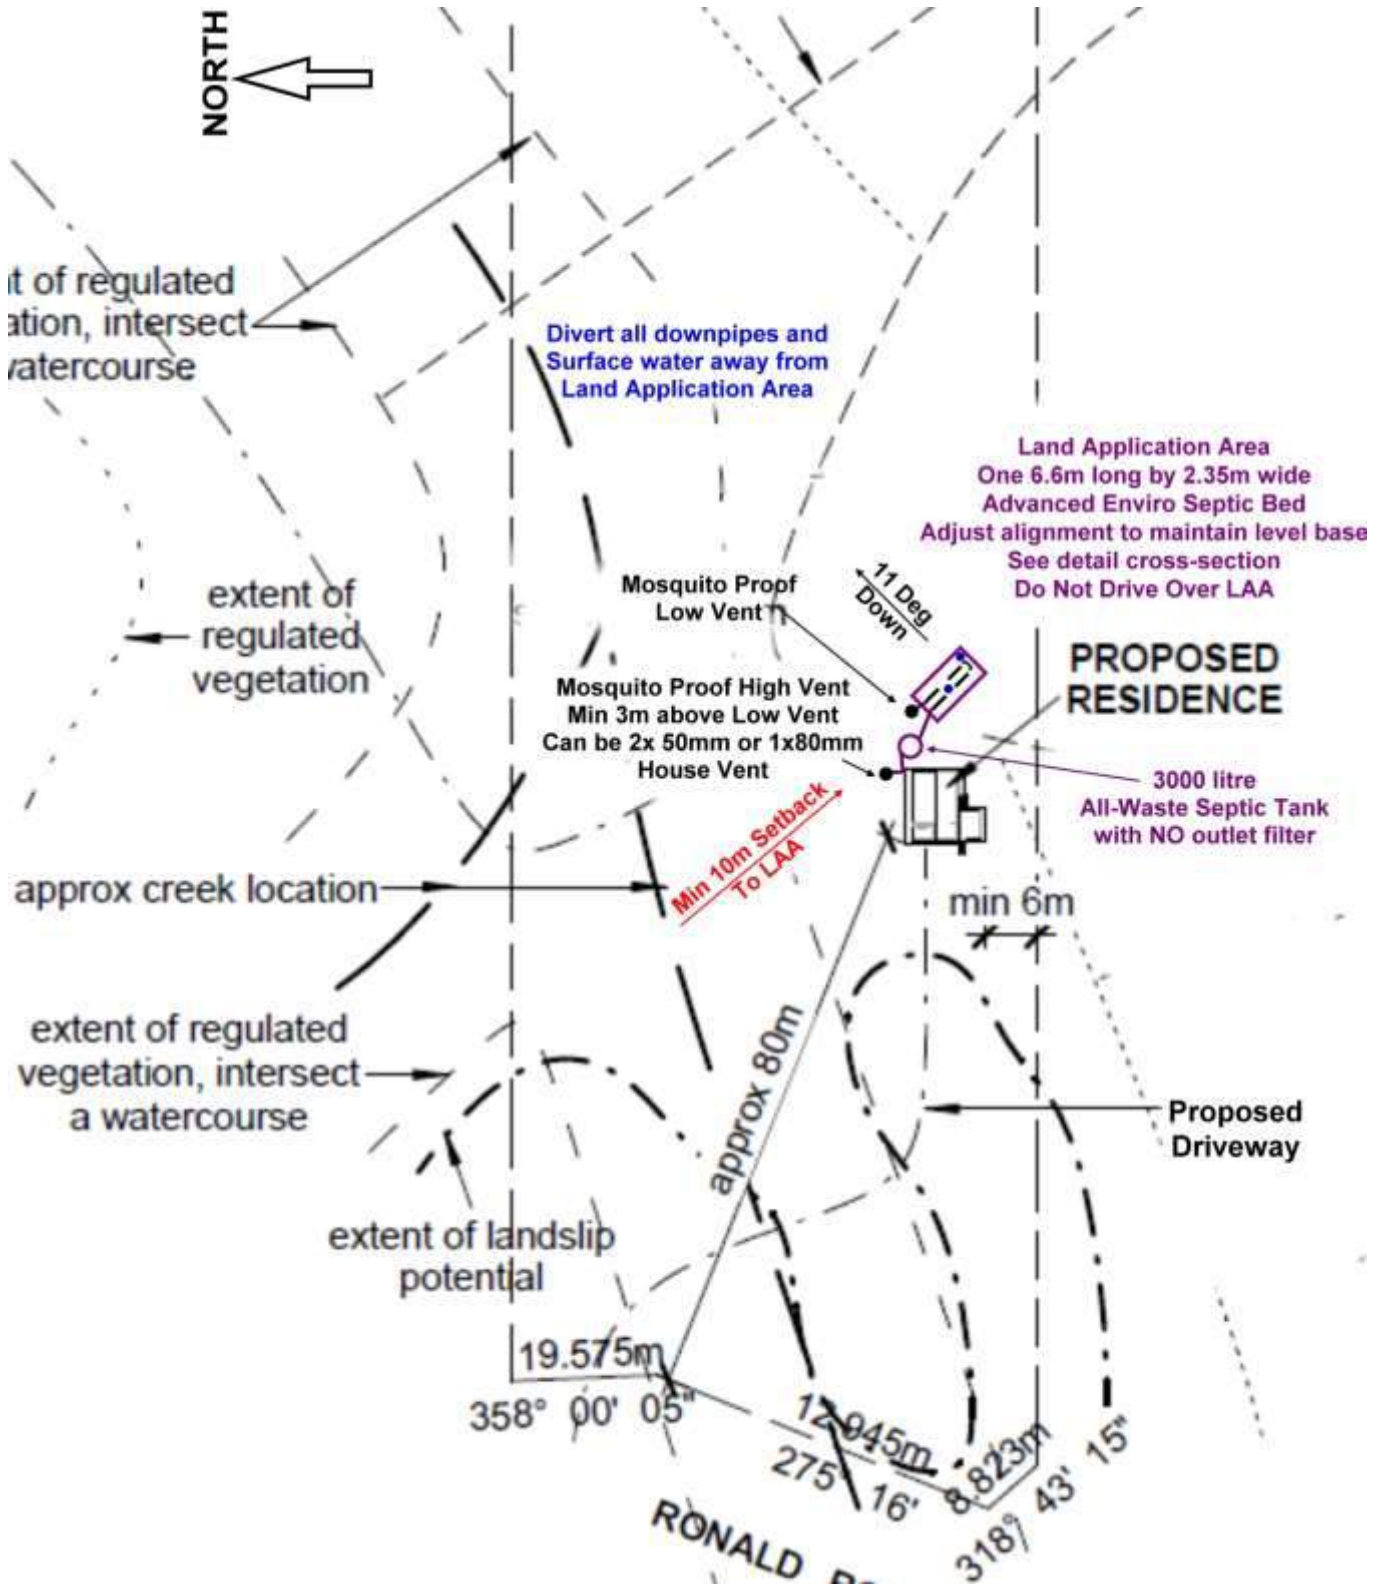 NORTH
t of regulated
ation, intersect
watercourse
Divert all downpipes and
Surface water away from
Land Application Area
Land Application Area
One 6.6m long by 2.35m wide
Advanced Enviro Septic Bed
Adjust alignment to maintain level base
See detail cross-section
Do Not Drive Over LAA
extent of
regulated
vegetation
Mosquito Proof
Low Vent
11 Deg
Down
PROPOSED
RESIDENCE
Mosquito Proof High Vent
Min 3m above Low Vent
Can be 2x 50mm or 1x80mm
House Vent
3000 litre
All-Waste Septic Tank
with NO outlet filter
Min 10m Setback
To LAA
approx creek location
min 6m
extent of regulated
vegetation, intersect
a watercourse
approx 80m
Proposed
Driveway
extent of landslip
potential
19.575m
358° 00' 05"
12.945m
275° 16'
8.823m
318° 43' 15"
RONALD